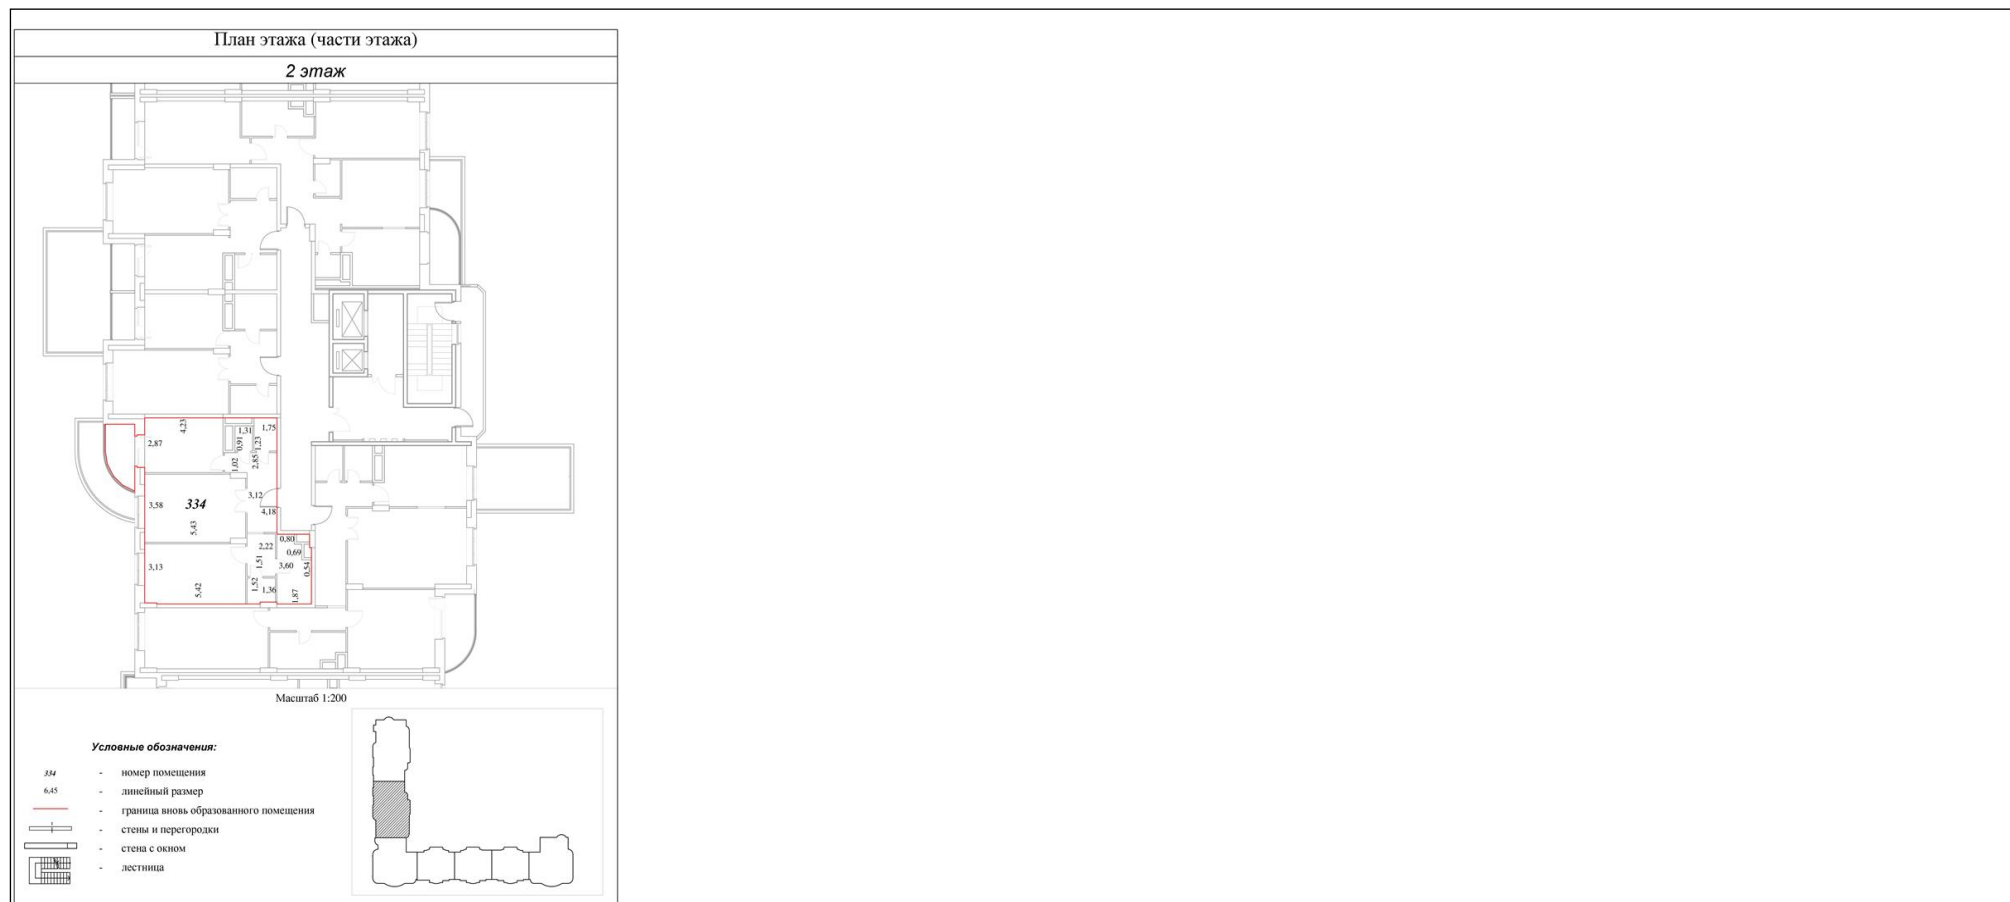 План этажа (части этажа)
2 этаж
4,23
1,31
1,75
2,87
0,91
1,23
1,02
2,85
3,58
334
3,12
5,43
4,18
0,80
2,22
0,69
3,13
1,51
3,60
0,54
5,42
1,52
1,36
1,87
Масштаб 1:200
Условные обозначения:
334 - номер помещения
6,45 - линейный размер
- граница вновь образованного помещения
- стены и перегородки
- стена с окном
- лестница